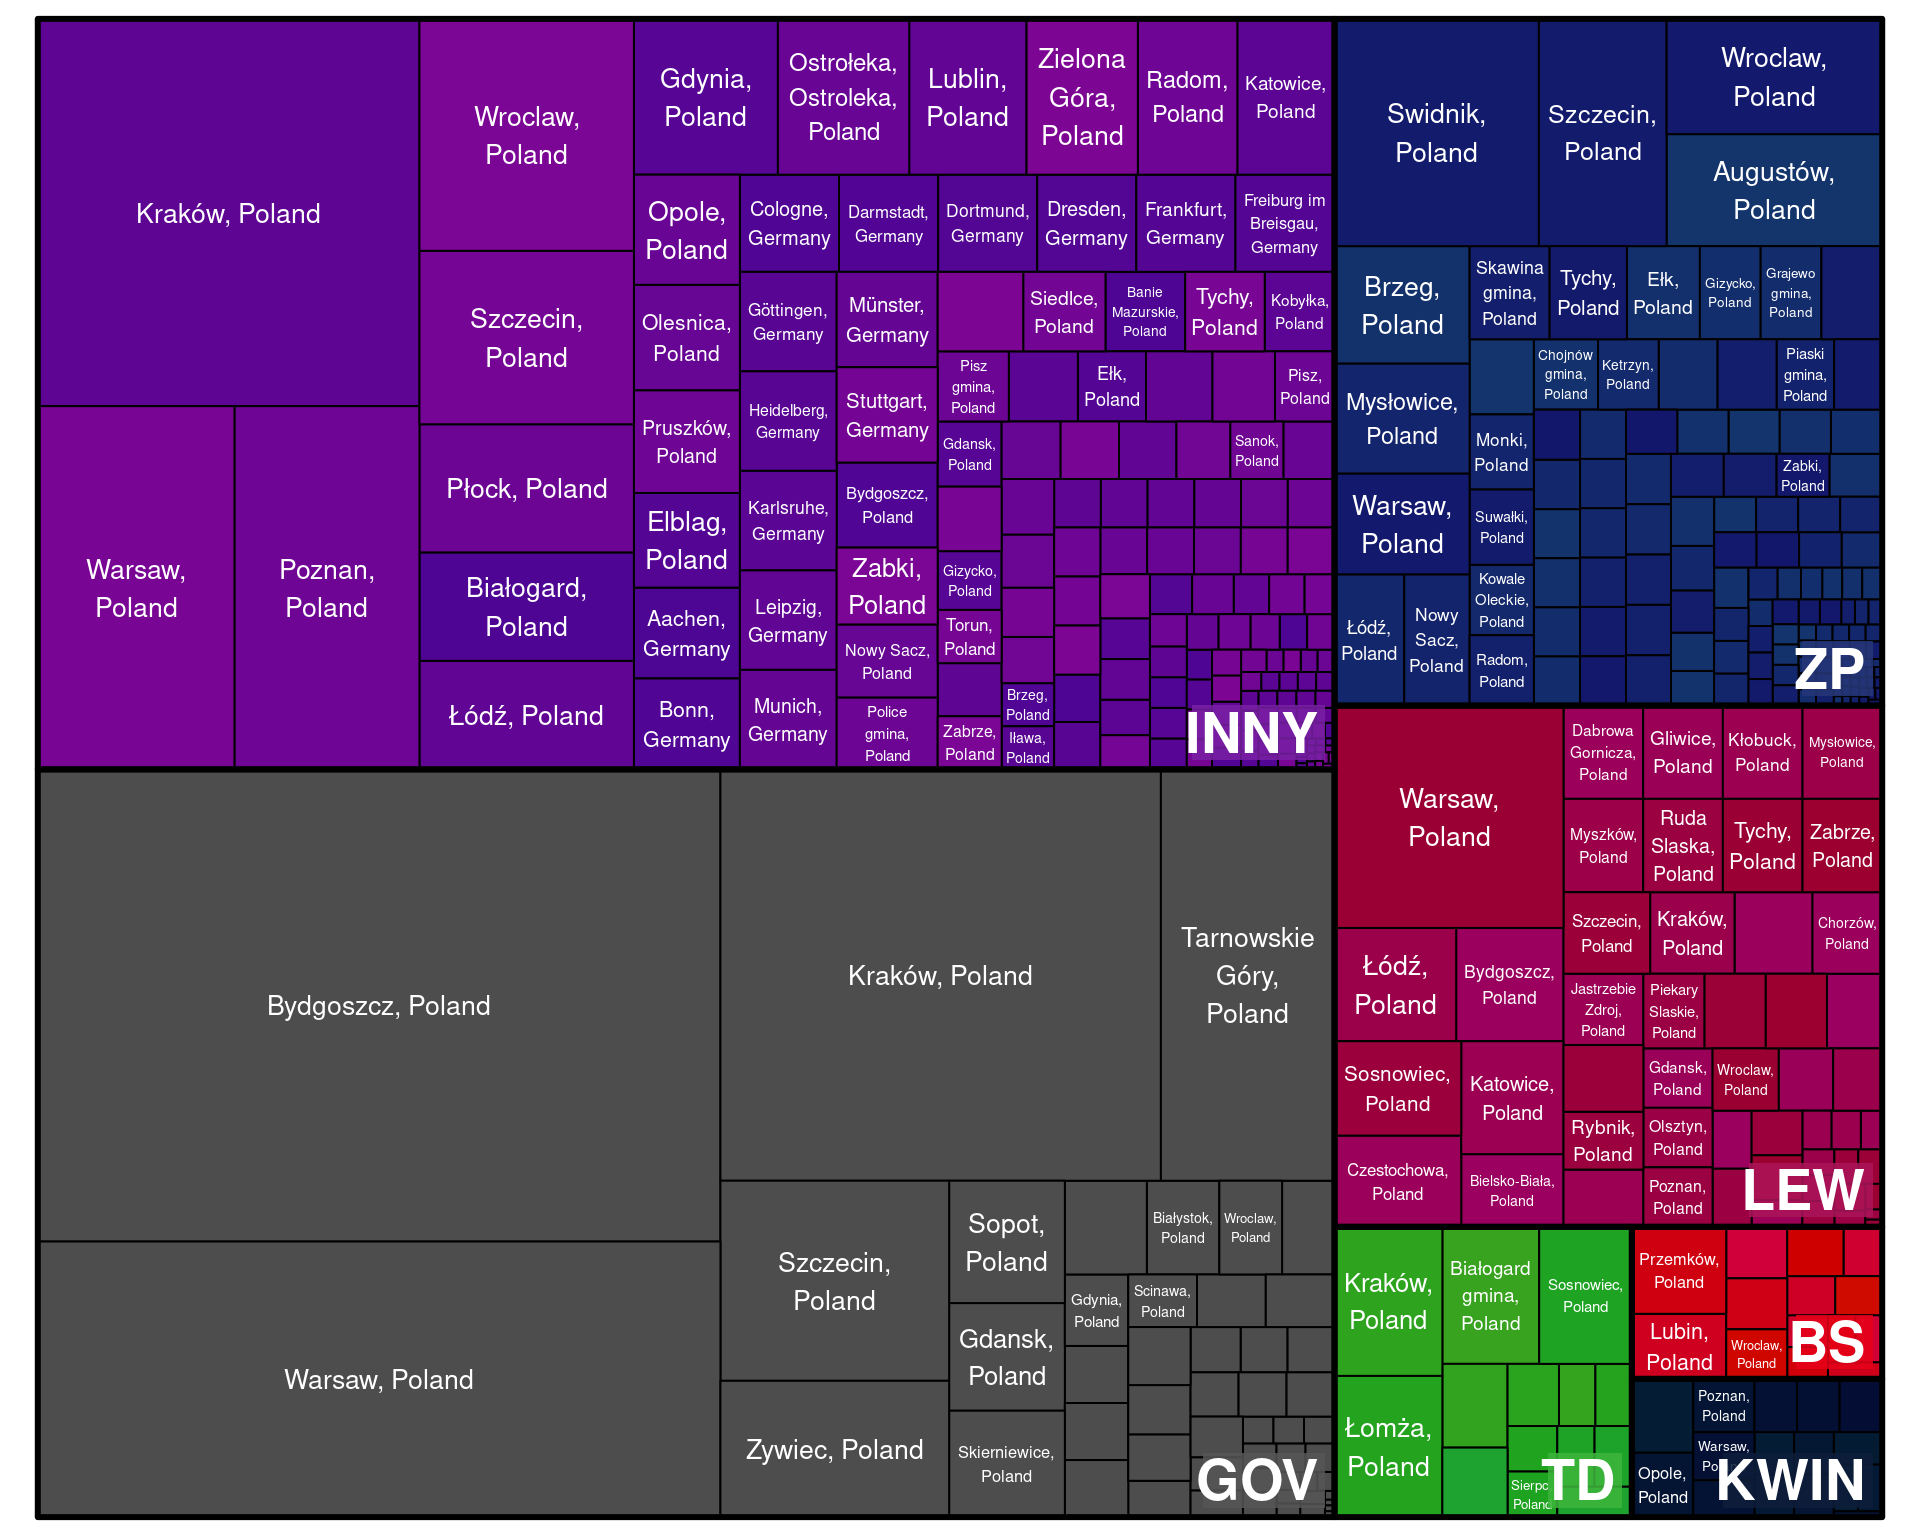 Kraków, Poland
Warsaw,
Poland
Poznan,
Poland
Wroclaw,
Poland
Szczecin,
Poland
Płock, Poland
Białogard,
Poland
Łódź, Poland
Gdynia,
Poland
Ostrołeka,
Ostroleka,
Poland
Lublin,
Poland
Zielona
Góra,
Poland
Radom,
Poland
Katowice,
Poland
Opole,
Poland
Olesnica,
Poland
Pruszków,
Poland
Elblag,
Poland
Aachen,
Germany
Bonn,
Germany
Cologne,
Germany
Darmstadt,
Germany
Dortmund,
Germany
Dresden,
Germany
Frankfurt,
Germany
Freiburg im
Breisgau,
Germany
Göttingen,
Germany
Heidelberg,
Germany
Karlsruhe,
Germany
Leipzig,
Germany
Munich,
Germany
Münster,
Germany
Stuttgart,
Germany
Bydgoszcz,
Poland
Zabki,
Poland
Nowy Sacz,
Poland
Police
gmina,
Poland
Siedlce,
Poland
Banie
Mazurskie,
Poland
Tychy,
Poland
Kobyłka,
Poland
Pisz
gmina,
Poland
Ełk,
Poland
Pisz,
Poland
Gdansk,
Poland
Sanok,
Poland
Gizycko,
Poland
Torun,
Poland
Zabrze,
Poland
Brzeg,
Poland
Iława,
Poland
INNY
Swidnik,
Poland
Szczecin,
Poland
Wroclaw,
Poland
Augustów,
Poland
Brzeg,
Poland
Mysłowice,
Poland
Warsaw,
Poland
Łódź,
Poland
Nowy
Sacz,
Poland
Skawina
gmina,
Poland
Tychy,
Poland
Ełk,
Poland
Gizycko,
Poland
Grajewo
gmina,
Poland
Chojnów
gmina,
Poland
Ketrzyn,
Poland
Piaski
gmina,
Poland
Monki,
Poland
Suwałki,
Poland
Kowale
Oleckie,
Poland
Radom,
Poland
Zabki,
Poland
ZP
Bydgoszcz, Poland
Warsaw, Poland
Kraków, Poland
Tarnowskie
Góry,
Poland
Szczecin,
Poland
Zywiec, Poland
Sopot,
Poland
Gdansk,
Poland
Skierniewice,
Poland
Białystok,
Poland
Wroclaw,
Poland
Gdynia,
Poland
Scinawa,
Poland
GOV
Warsaw,
Poland
Łódź,
Poland
Bydgoszcz,
Poland
Sosnowiec,
Poland
Katowice,
Poland
Czestochowa,
Poland
Bielsko-Biała,
Poland
Dabrowa
Gornicza,
Poland
Gliwice,
Poland
Kłobuck,
Poland
Mysłowice,
Poland
Myszków,
Poland
Ruda
Slaska,
Poland
Tychy,
Poland
Zabrze,
Poland
Szczecin,
Poland
Kraków,
Poland
Chorzów,
Poland
Jastrzebie
Zdroj,
Poland
Piekary
Slaskie,
Poland
Rybnik,
Poland
Gdansk,
Poland
Wroclaw,
Poland
Olsztyn,
Poland
Poznan,
Poland
LEW
Kraków,
Poland
Łomża,
Poland
Białogard
gmina,
Poland
Sosnowiec,
Poland
Poland
TD
Przemków,
Poland
Lubin,
Poland
Wroclaw,
Poland
BS
Poznan,
Poland
Warsaw,
Opole,
Poland
KWIN